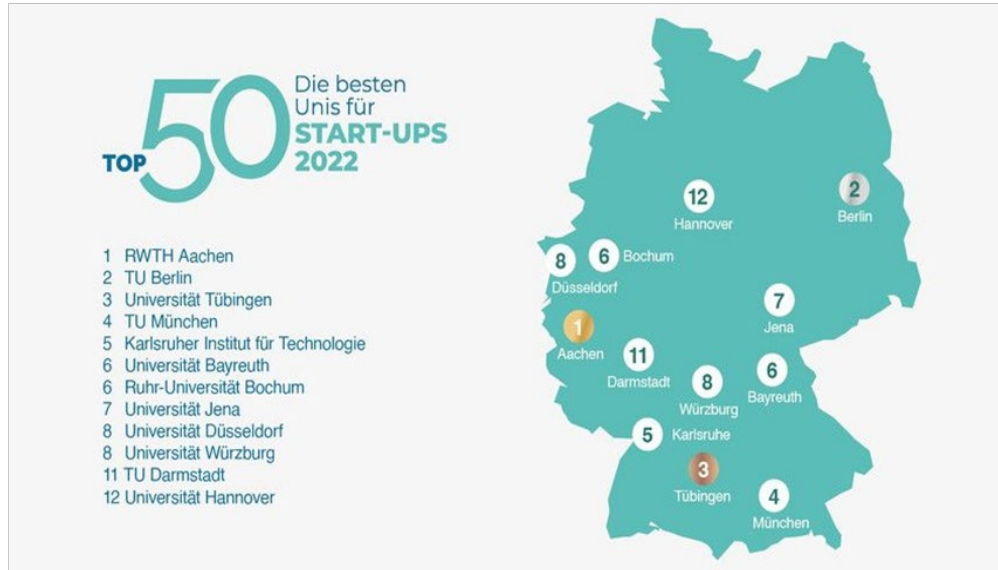 TOP
50
Die besten
Unis für
START-UPS
2022
1 RWTH Aachen
2 TU Berlin
3 Universität Tübingen
4 TU München
5 Karlsruher Institut für Technologie
6 Universität Bayreuth
6 Ruhr-Universität Bochum
7 Universität Jena
8 Universität Düsseldorf
8 Universität Würzburg
11 TU Darmstadt
12 Universität Hannover
2
Berlin
12
Hannover
6 Bochum
8
Düsseldorf
7
Jena
1
Aachen
11
Darmstadt
6
Bayreuth
8
Würzburg
5 Karlsruhe
3
Tübingen
4
München